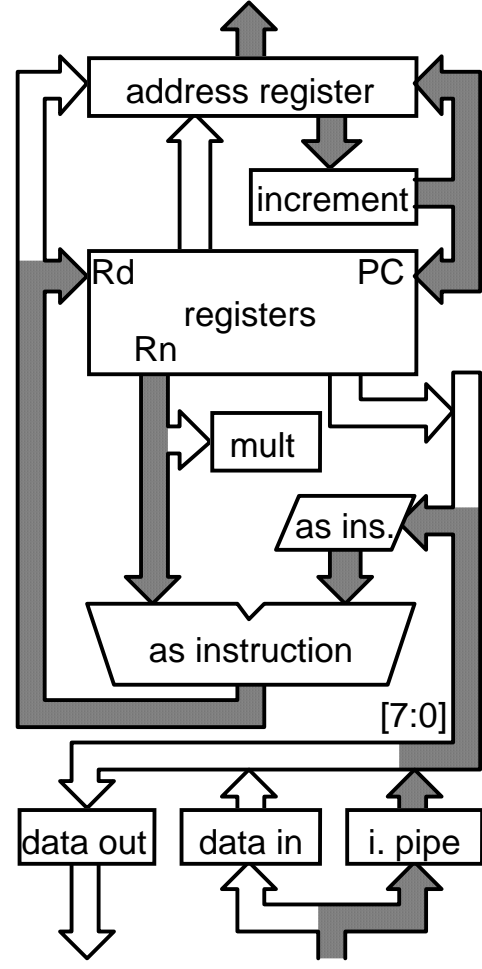 address register
increment
Rd
PC
registers
Rn
mult
as ins.
as instruction
[7:0]
data out
data in
i. pipe